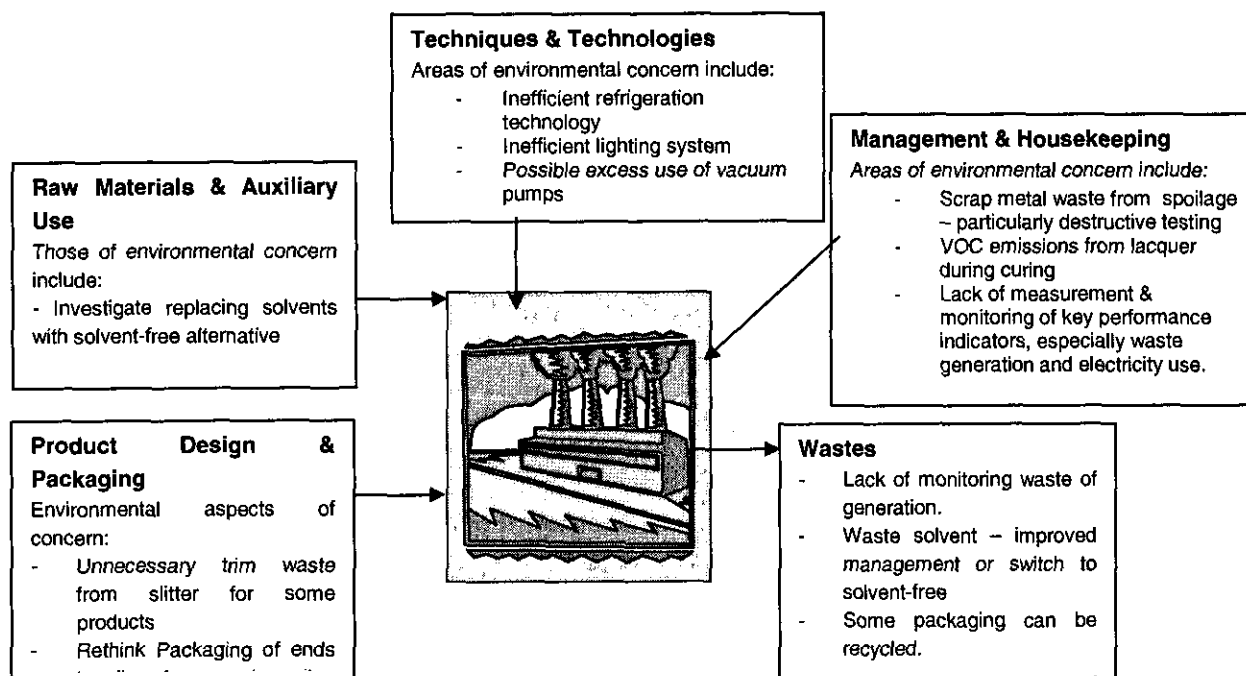 Techniques & Technologies
Areas of environmental concern include:
- Inefficient refrigeration
technology
- Inefficient lighting system
- Possible excess use of vacuum
pumps
Management & Housekeeping
Areas of environmental concern include:
- Scrap metal waste from spoilage
– particularly destructive testing
- VOC emissions from lacquer
during curing
- Lack of measurement &
monitoring of key performance
indicators, especially waste
generation and electricity use.
Raw Materials & Auxiliary
Use
Those of environmental concern
include:
- Investigate replacing solvents
with solvent-free alternative
Product Design &
Packaging
Environmental aspects of
concern:
- Unnecessary trim waste
from slitter for some
products
- Rethink Packaging of ends
Wastes
- Lack of monitoring waste of
generation.
- Waste solvent – improved
management or switch to
solvent-free
- Some packaging can be
recycled.